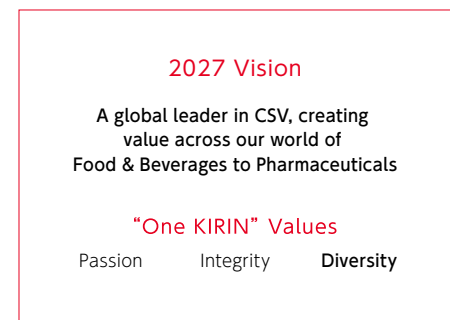 2027 Vision
A global leader in CSV, creating
value across our world of
Food & Beverages to Pharmaceuticals
“One KIRIN” Values
Passion Integrity Diversity